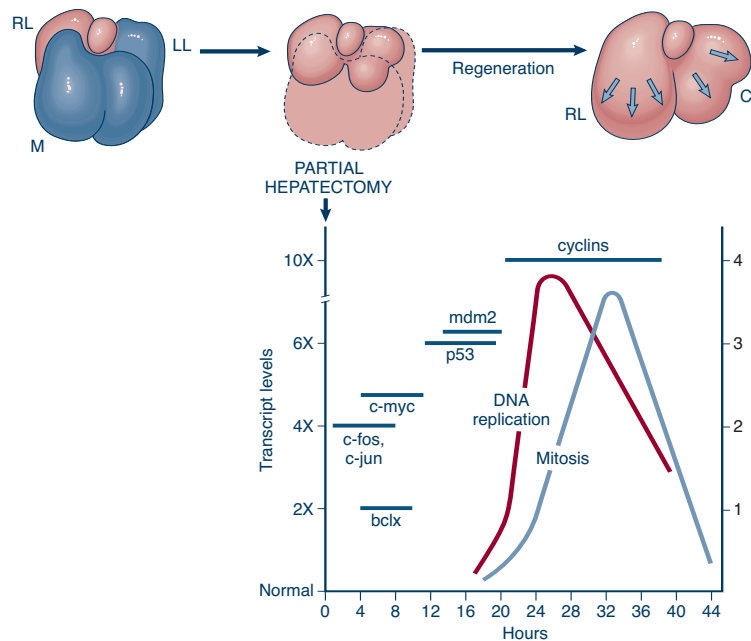 RL
LL
M
Regeneration
RL
C
PARTIAL
HEPATECTOMY
10X
6X
4X
2X
Normal
Transcript levels
cyclins
mdm2
p53
c-myc
c-fos,
c-jun
bclx
DNA
replication
Mitosis
4
3
2
1
0 4 8 12 16 20 24 28 32 36 40 44
Hours